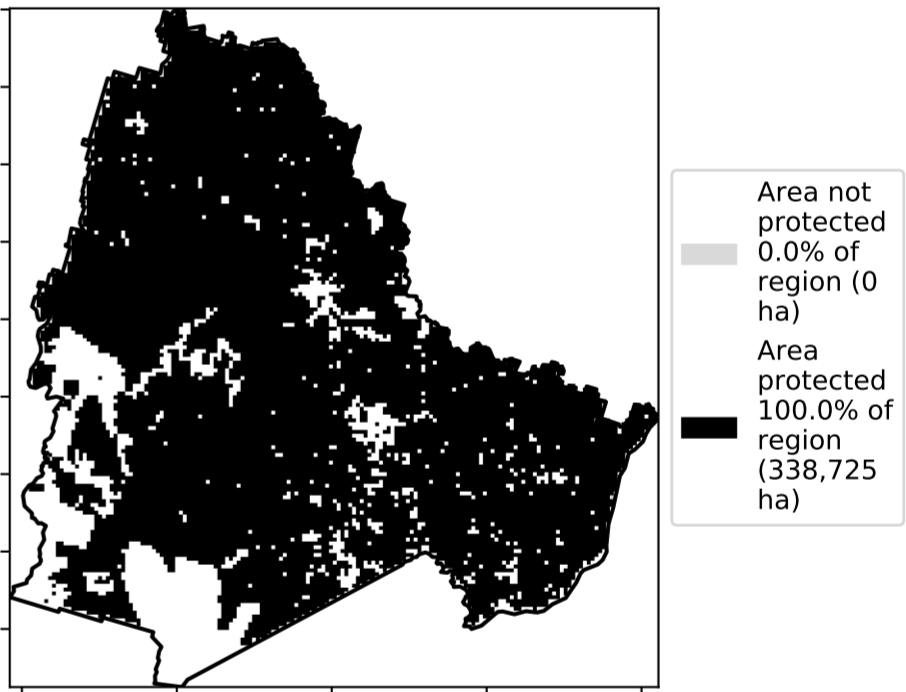 Area not
protected
0.0% of
region (0
ha)
Area
protected
100.0% of
region
(338,725
ha)